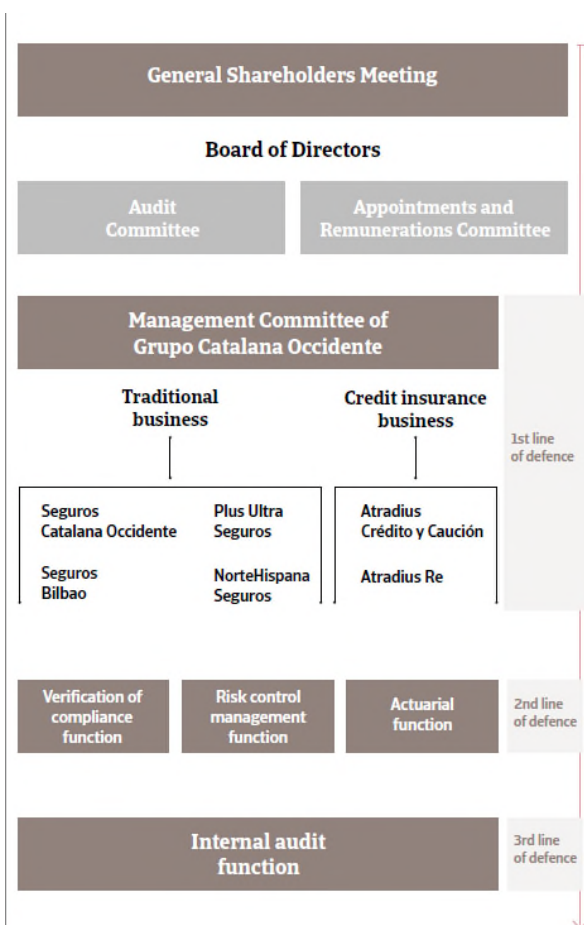 General Shareholders Meeting
Board of Directors
Audit
Committee
Appointments and
Remunerations Committee
Management Committee of
Grupo Catalana Occidente
Traditional
business
Credit insurance
business
1st line
of defence
Seguros
Catalana Occidente
Plus Ultra
Seguros
Seguros
Bilbao
NorteHispana
Seguros
Atradius
Crédito y Caución
Atradius Re
Verification of
compliance
function
Risk control
management
function
Actuarial
function
2nd line
of defence
Internal audit
function
3rd line
of defence